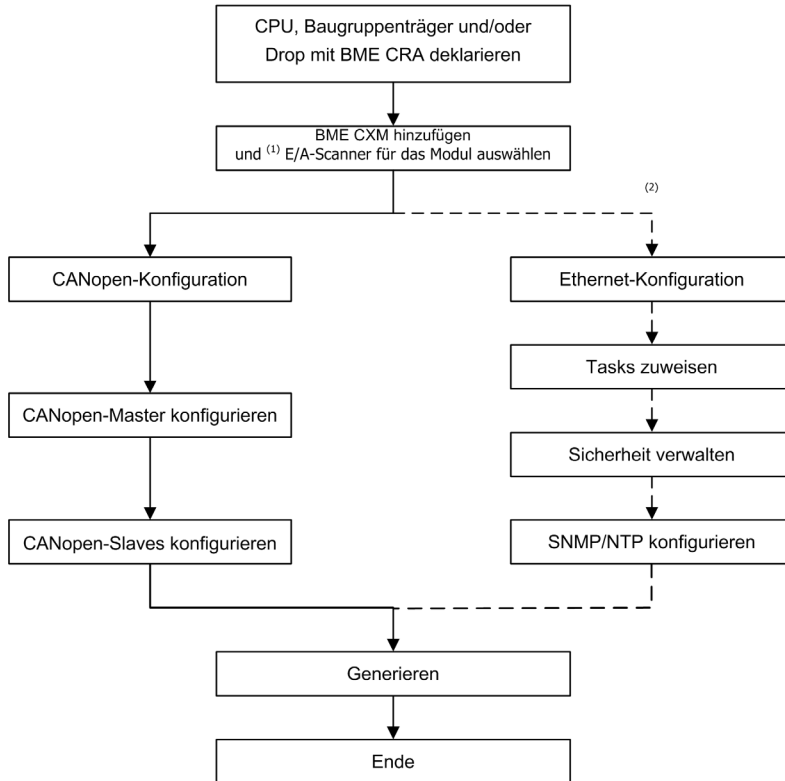 CPU, Baugruppenträger und/oder
Drop mit BME CRA deklarieren
BME CXM hinzufügen
und (1) E/A-Scanner für das Modul auswählen
(2)
CANopen-Konfiguration
Ethernet-Konfiguration
Tasks zuweisen
CANopen-Master konfigurieren
Sicherheit verwalten
CANopen-Slaves konfigurieren
SNMP/NTP konfigurieren
Generieren
Ende